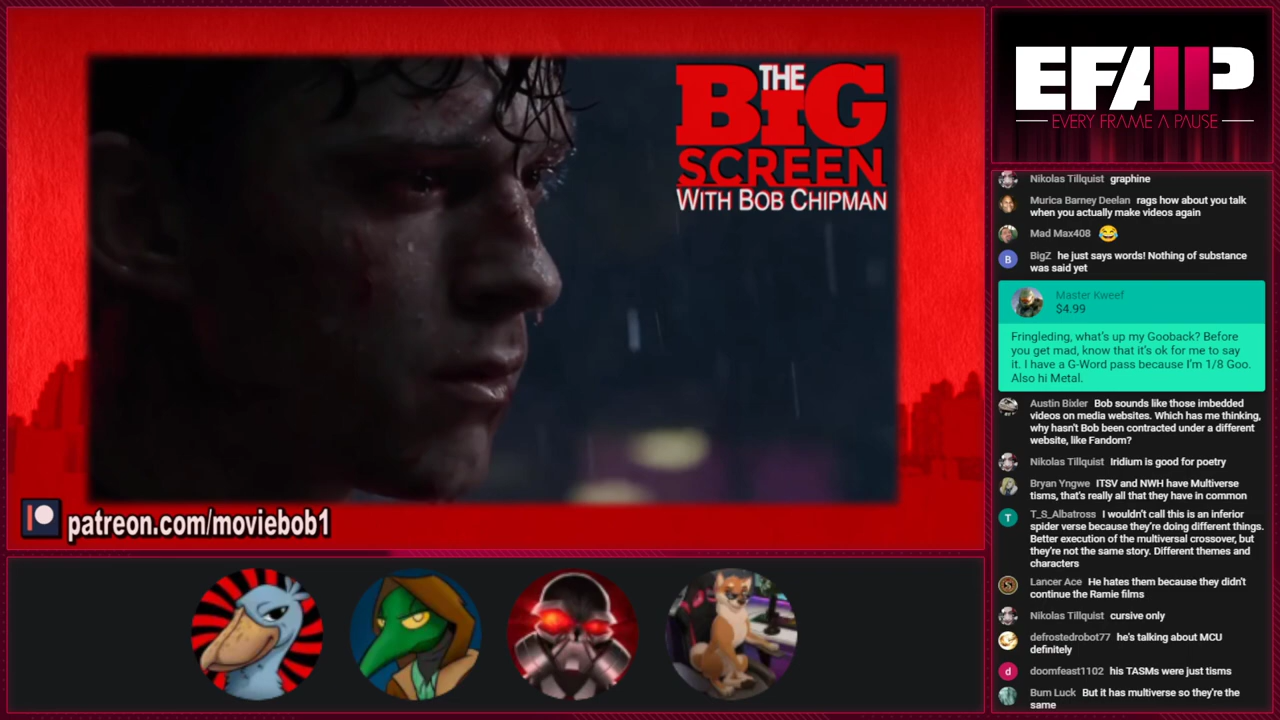 THE
BIG
SCREEN
WITH BOB CHIPMAN
patreon.com/moviebob1
EFAP
EVERY FRAME A PAUSE
Nikolas Tillquist graphine
Murica Barney Deelan rags how about you talk
when you actually make videos again
Mad Max408 😂
B BigZ he just says words! Nothing of substance
was said yet
Master Kweef
$4.99
Fringleding, what's up my Gooback? Before
you get mad, know that it's ok for me to say
it. I have a G-Word pass because I'm 1/8 Goo.
Also hi Metal.
Austin Bixler Bob sounds like those imbedded
videos on media websites. Which has me thinking,
why hasn't Bob been contracted under a different
website, like Fandom?
Nikolas Tillquist Iridium is good for poetry
Bryan Yngwe ITSV and NWH have Multiverse
tisms, that's really all that they have in common
T T_S_Albatross I wouldn't call this is an inferior
spider verse because they're doing different things.
Better execution of the multiversal crossover, but
they're not the same story. Different themes and
characters
Lancer Ace He hates them because they didn't
continue the Ramie films
Nikolas Tillquist cursive only
defrostedrobot77 he's talking about MCU
definitely
d doomfeast1102 his TASMs were just tisms
Bum Luck But it has multiverse so they're the
same